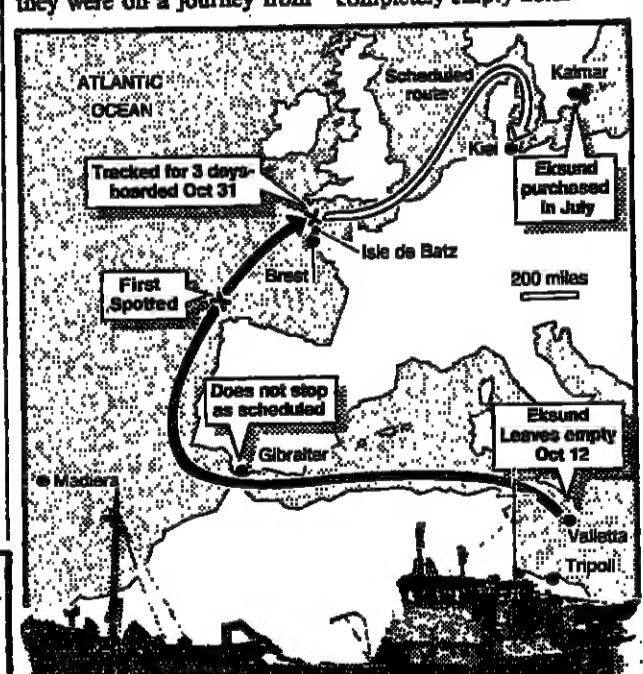 they were on a journey from completely empty hold.
ATLANTIC
OCEAN
Scheduled
route
Kalmar
Kiel
Tracked for 3 days-
boarded Oct 31
Eksund
purchased
in July
Isle de Batz
Brest
First
Spotted
200 miles
Does not stop
as scheduled
Gibralter
Eksund
Leaves empty
Oct 12
Madiera
Valletta
Tripoli